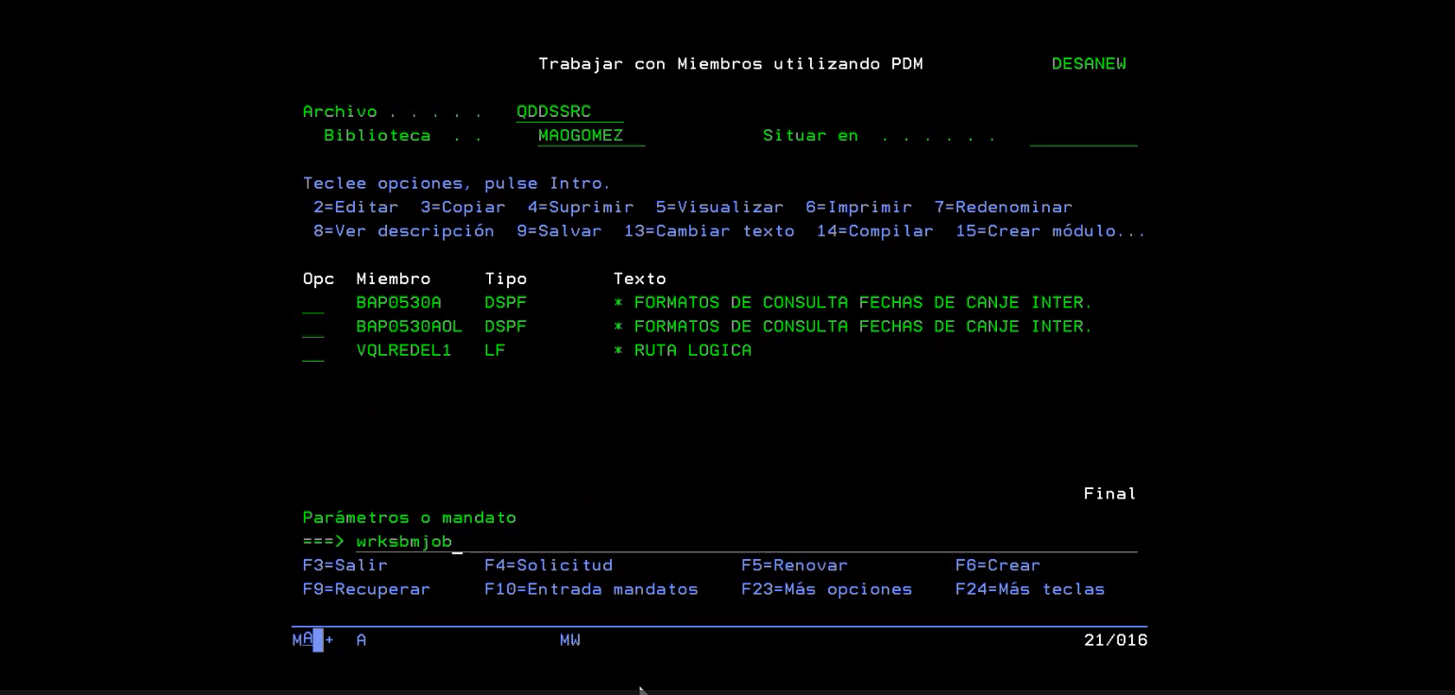 Trabajar con Miembros utilizando PDM DESANEW
Archivo . . . . . QDDSSRC
Biblioteca . . MAOGOMEZ Situar en . . . . . .
Teclee opciones, pulse Intro.
2=Editar 3=Copiar 4=Suprimir 5=Visualizar 6=Imprimir 7=Redenominar
8=Ver descripción 9=Salvar 13=Cambiar texto 14=Compilar 15=Crear módulo...
Opc Miembro Tipo Texto
BAP0530A DSPF * FORMATOS DE CONSULTA FECHAS DE CANJE INTER.
BAP0530AOL DSPF * FORMATOS DE CONSULTA FECHAS DE CANJE INTER.
VQLREDEL1 LF * RUTA LOGICA
Final
Parámetros o mandato
===> wrksbmjob_
F3=Salir F4=Solicitud F5=Renovar F6=Crear
F9=Recuperar F10=Entrada mandatos F23=Más opciones F24=Más teclas
MA + A MW 21/016